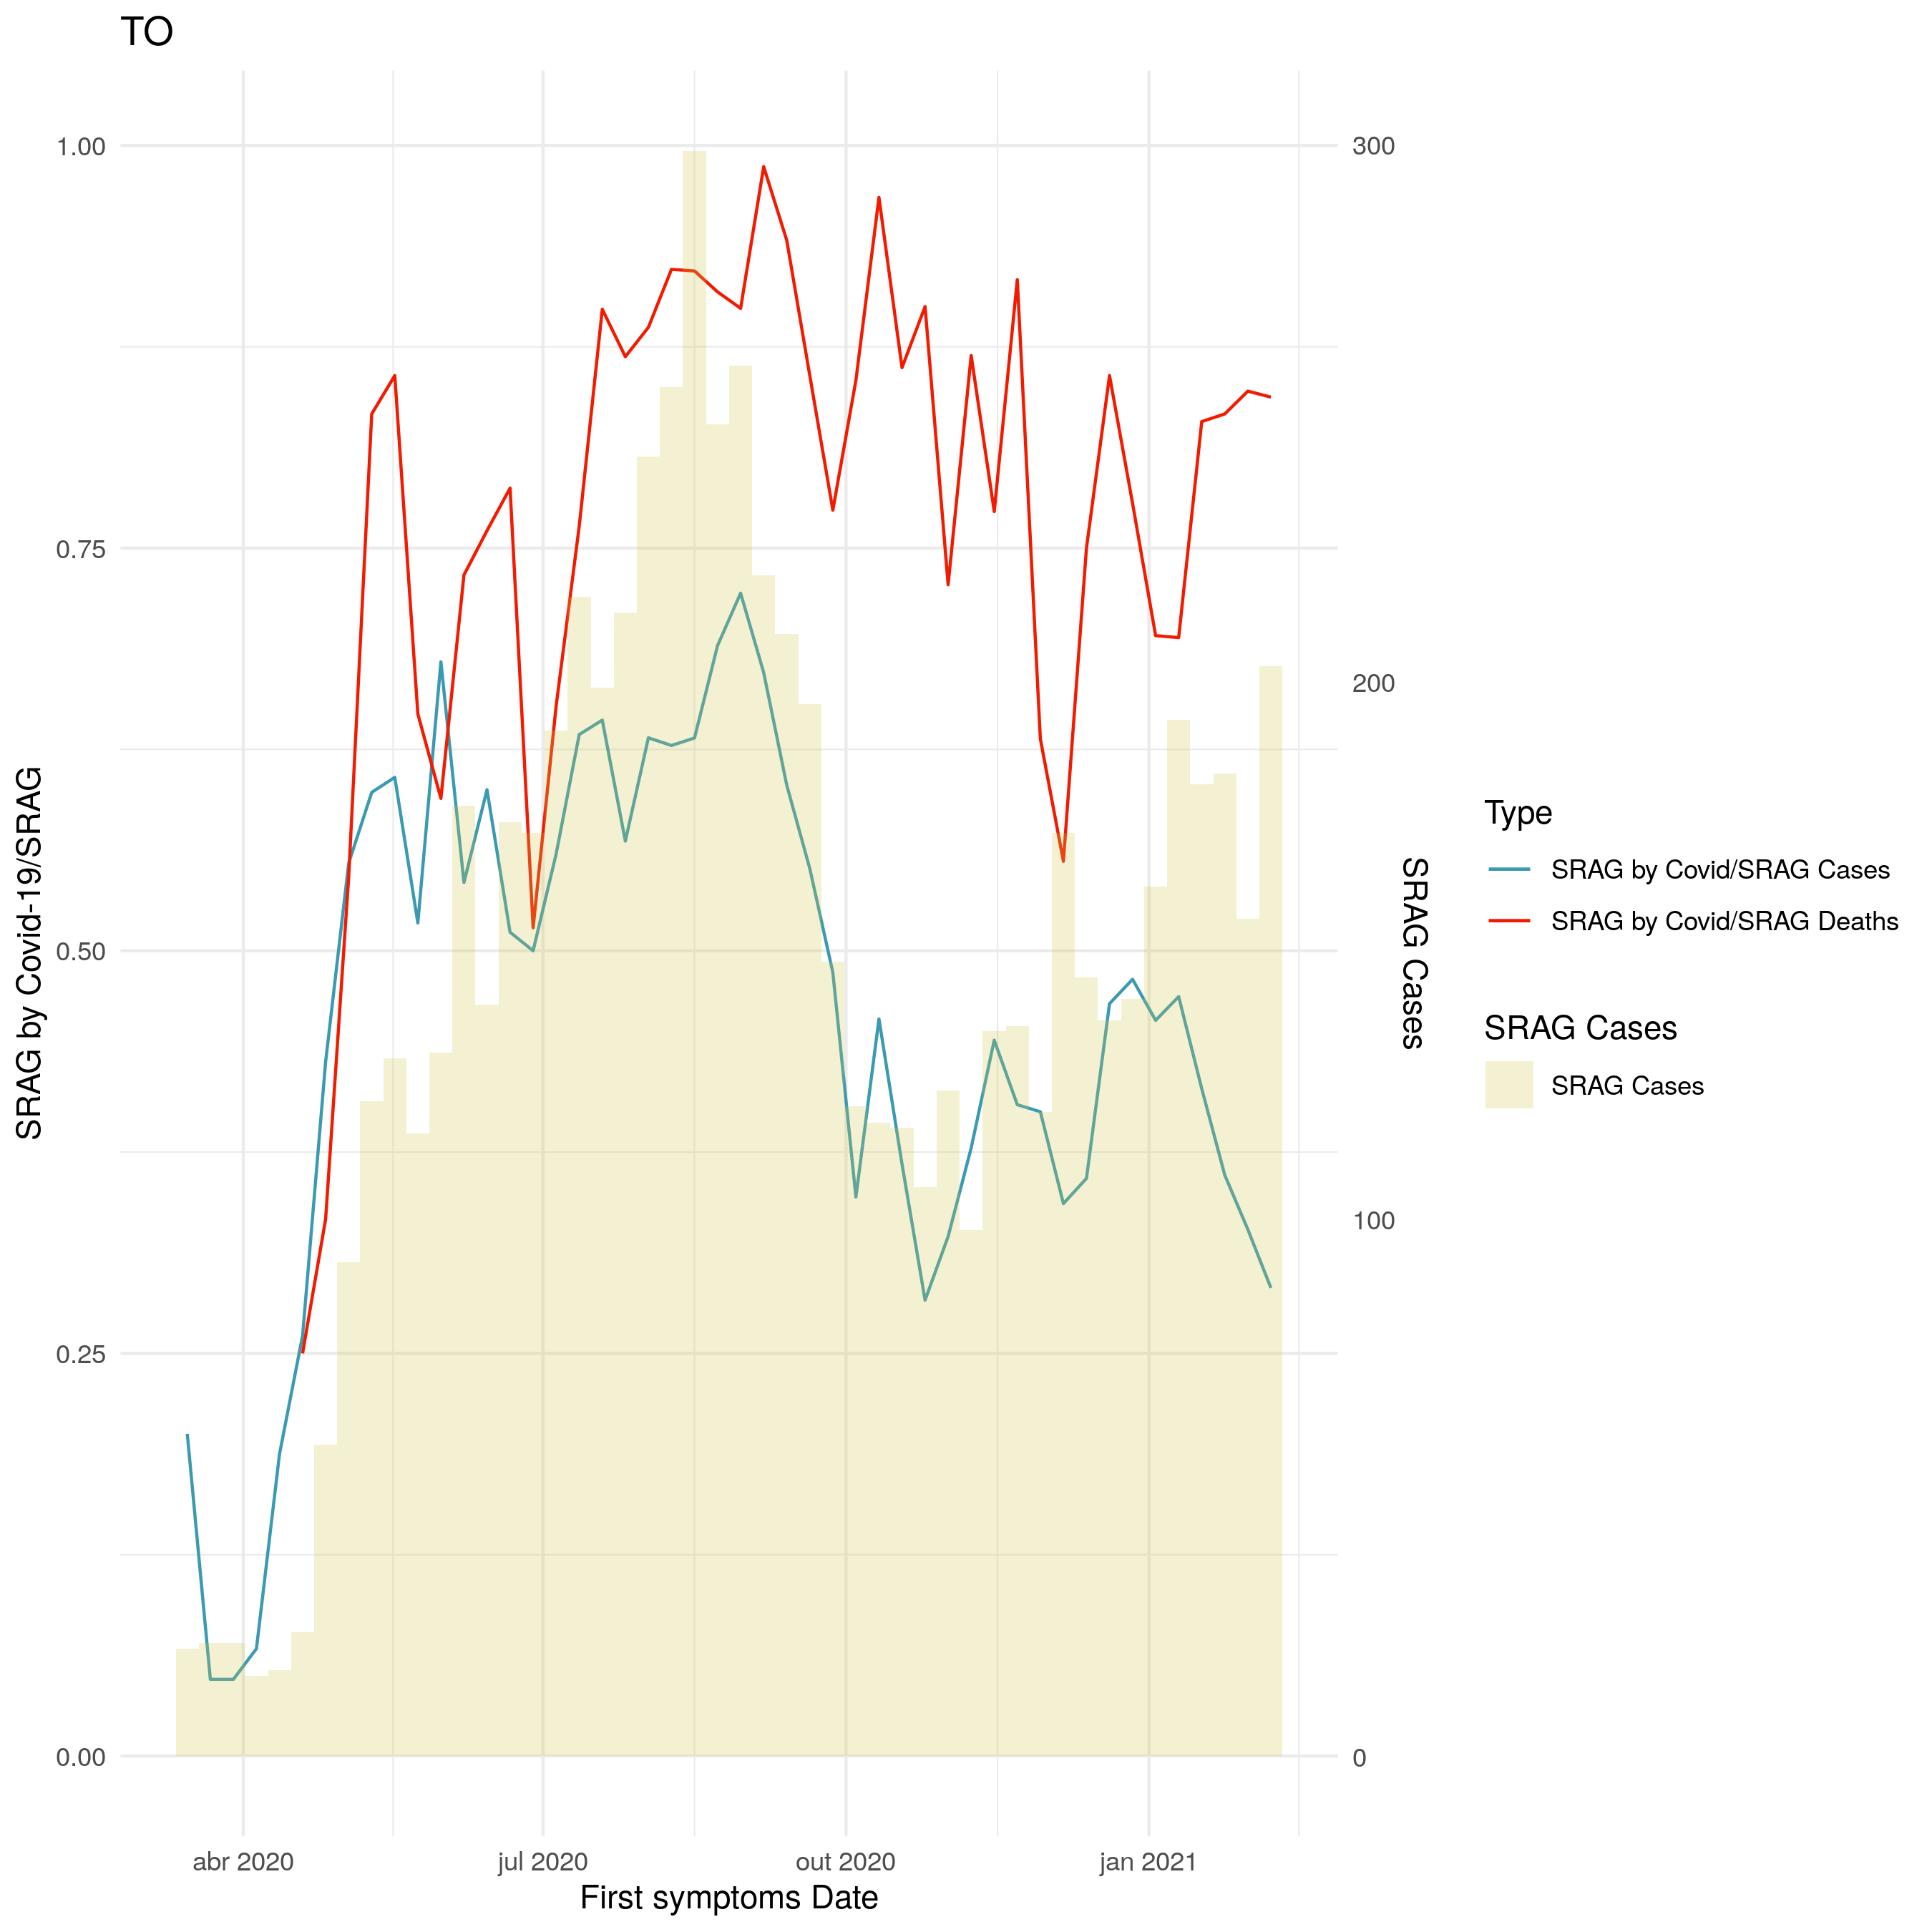 TO
1.00
0.75
0.50
0.25
0.00
SRAG by Covid-19/SRAG
300
200
100
0
SRAG Cases
abr 2020
jul 2020
out 2020
jan 2021
First symptoms Date
Type
SRAG by Covid/SRAG Cases
SRAG by Covid/SRAG Deaths
SRAG Cases
SRAG Cases